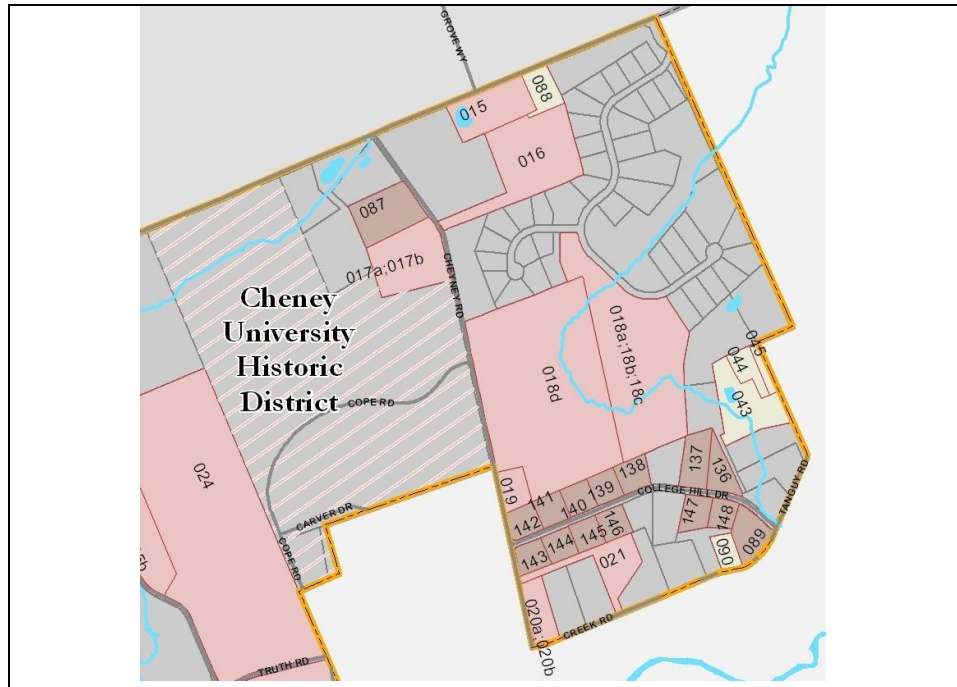 GROVE WY
088
015
016
087
017a;017b
CHEYNEY RD
Cheney
University
Historic
District
018a;18b;18c
018d
045
044
043
COPE RD
024
019
141
142
140
139
138
137
136
COLLEGE HILL DR
TANGUY RD
147
148
089
090
143
144
145
146
021
CARVER DR
COPE RD
020a;020b
CREEK RD
TRUTH RD